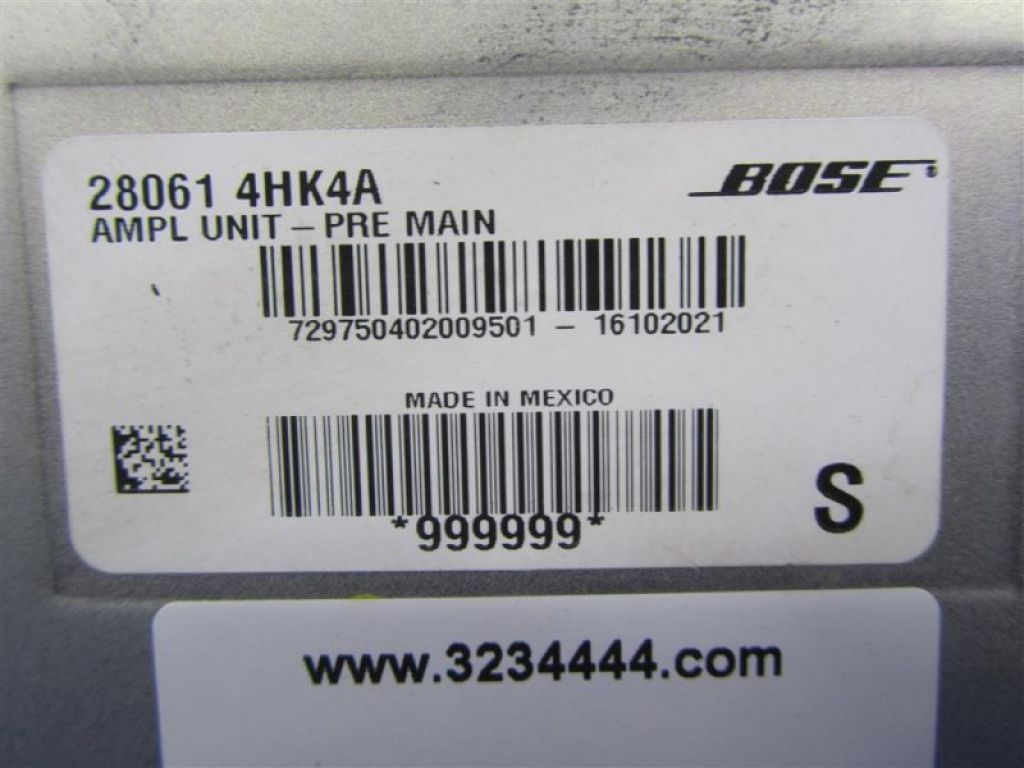 28061 4HK4A
BOSE®
AMPL UNIT – PRE MAIN
729750402009501 – 16102021
MADE IN MEXICO
S
*999999*
www.3234444.com